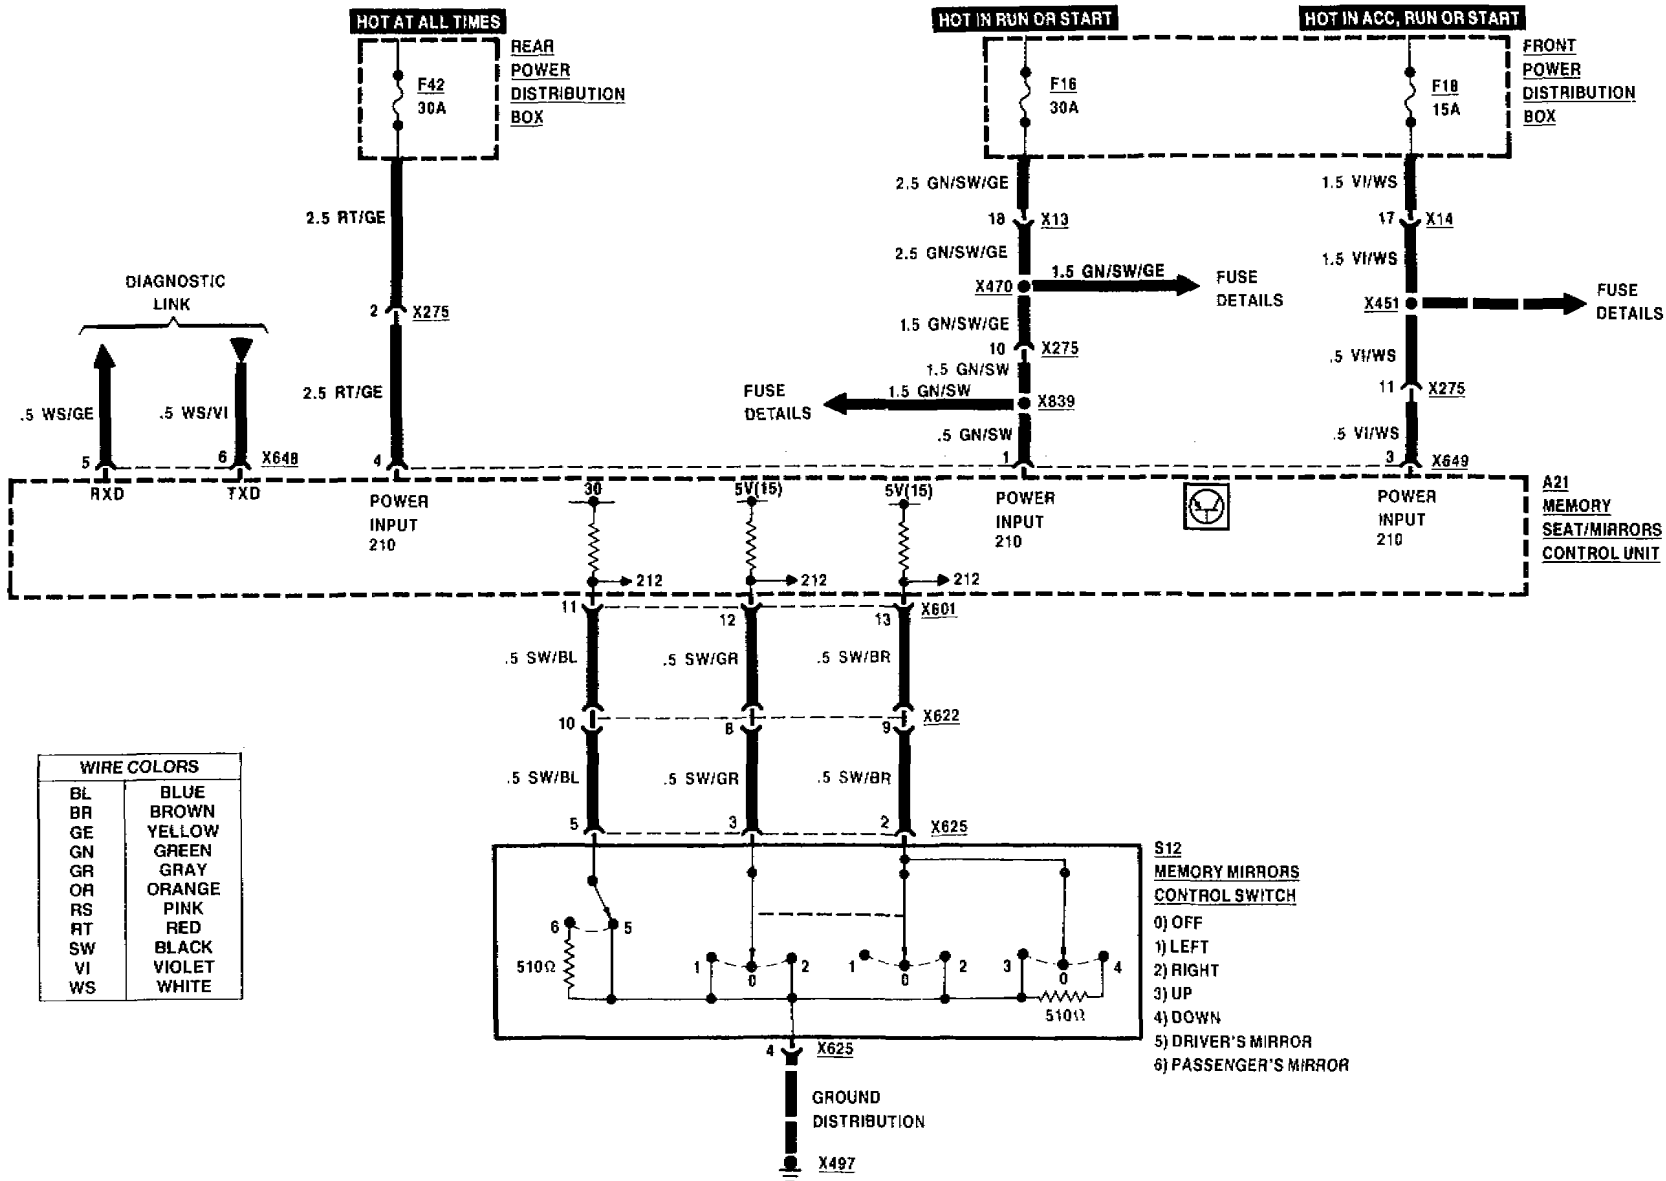 HOT AT ALL TIMES
HOT IN RUN OR START
HOT IN ACC, RUN OR START
REAR
POWER
DISTRIBUTION
BOX
F42
30A
F16
30A
F18
15A
FRONT
POWER
DISTRIBUTION
BOX
2.5 RT/GE
2 X275
2.5 RT/GE
4
2.5 GN/SW/GE
18 X13
2.5 GN/SW/GE
X470
1.5 GN/SW/GE
FUSE
DETAILS
1.5 GN/SW/GE
10 X275
1.5 GN/SW
FUSE
DETAILS
1.5 GN/SW
X839
.5 GN/SW
1
1.5 VI/WS
17 X14
1.5 VI/WS
X451
FUSE
DETAILS
.5 VI/WS
11 X275
.5 VI/WS
3 X649
DIAGNOSTIC
LINK
.5 WS/GE
.5 WS/VI
5
6 X648
RXD
TXD
POWER
INPUT
210
30
5V(15)
5V(15)
POWER
INPUT
210
POWER
INPUT
210
212
212
212
A21
MEMORY
SEAT/MIRRORS
CONTROL UNIT
11
12
13 X601
.5 SW/BL
.5 SW/GR
.5 SW/BR
10
8
9 X622
.5 SW/BL
.5 SW/GR
.5 SW/BR
5
3
2 X625
WIRE COLORS
BL BLUE
BR BROWN
GE YELLOW
GN GREEN
GR GRAY
OR ORANGE
RS PINK
RT RED
SW BLACK
VI VIOLET
WS WHITE
6 5
510Ω
1 0 2
1 0 2
3 0 4
510Ω
S12
MEMORY MIRRORS
CONTROL SWITCH
0) OFF
1) LEFT
2) RIGHT
3) UP
4) DOWN
5) DRIVER'S MIRROR
6) PASSENGER'S MIRROR
4 X625
GROUND
DISTRIBUTION
X497